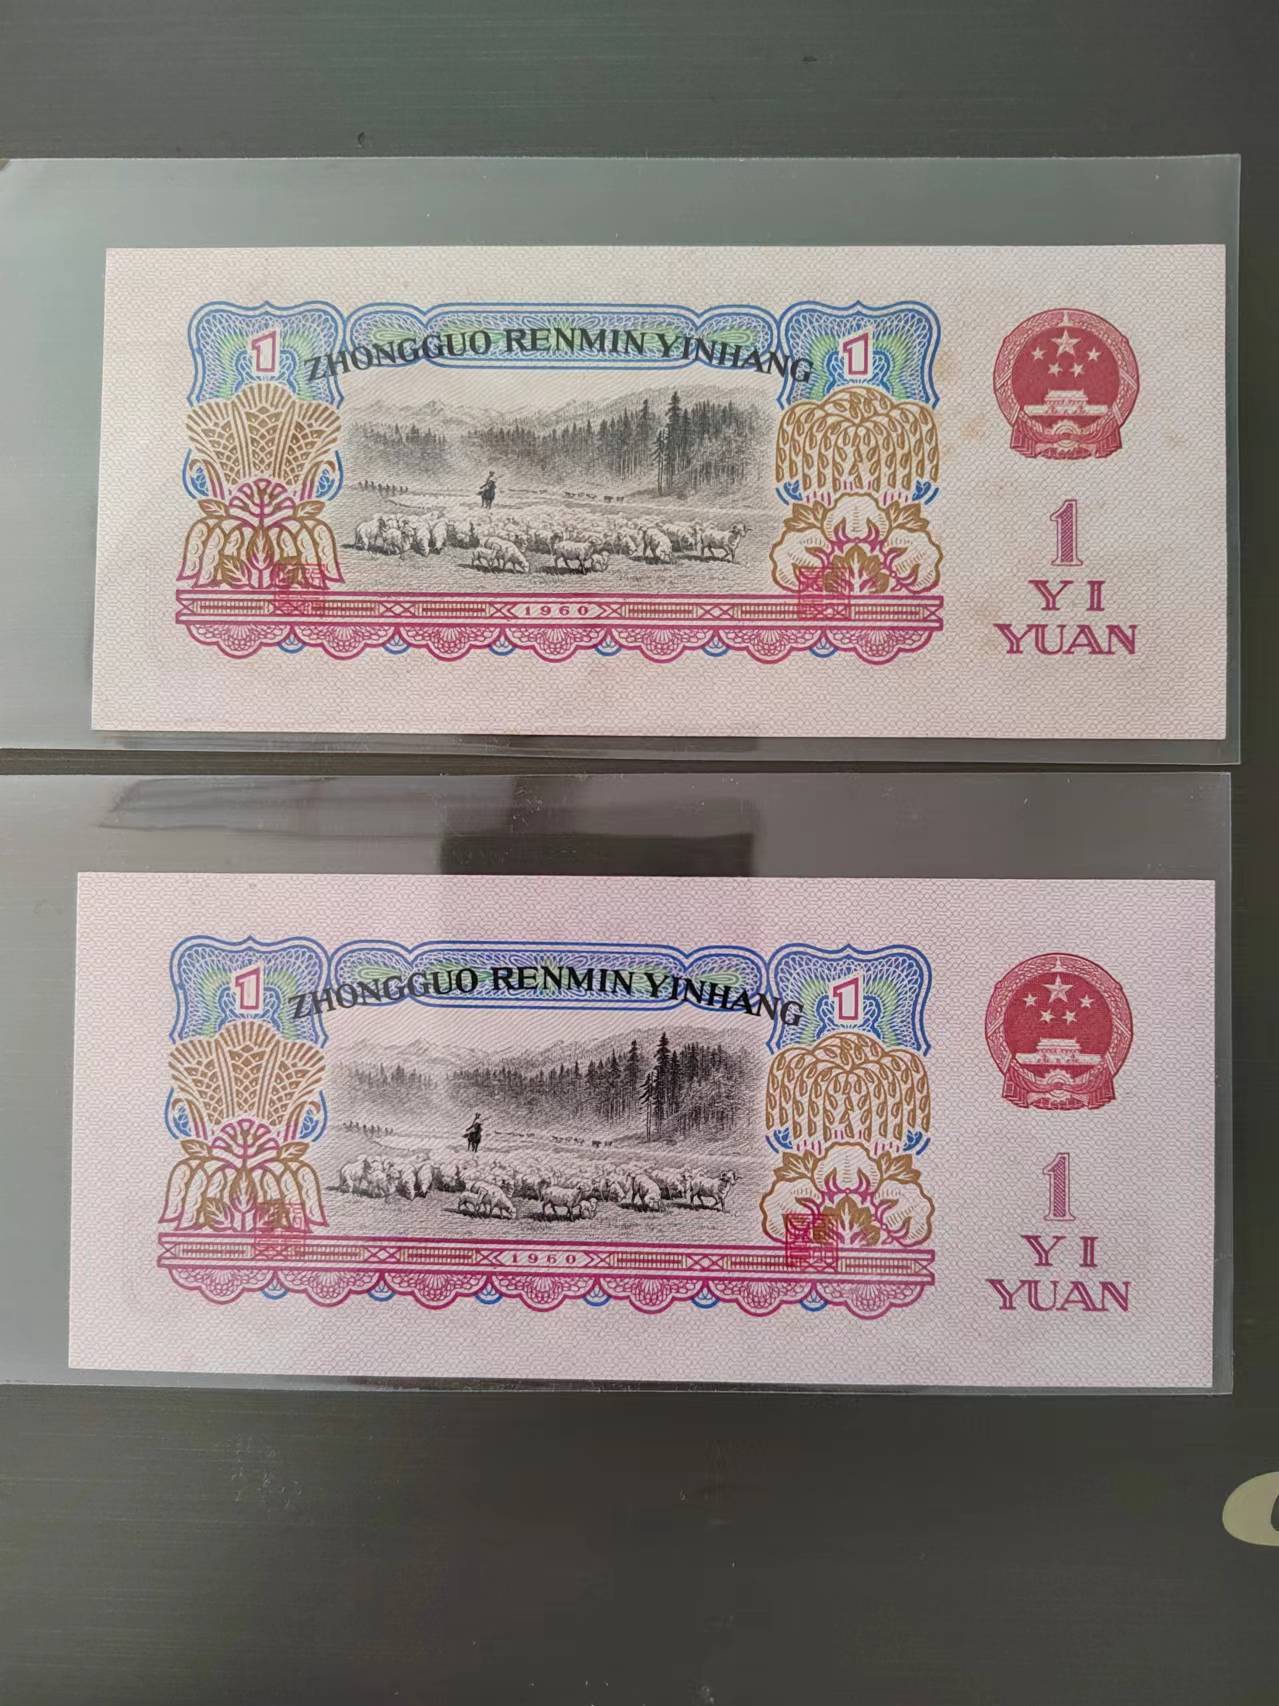 ZHONGGUO RENMIN YINHANG
1 1
1
YI
YUAN
1960
ZHONGGUO RENMIN YINHANG
1 1
1
YI
YUAN
1960